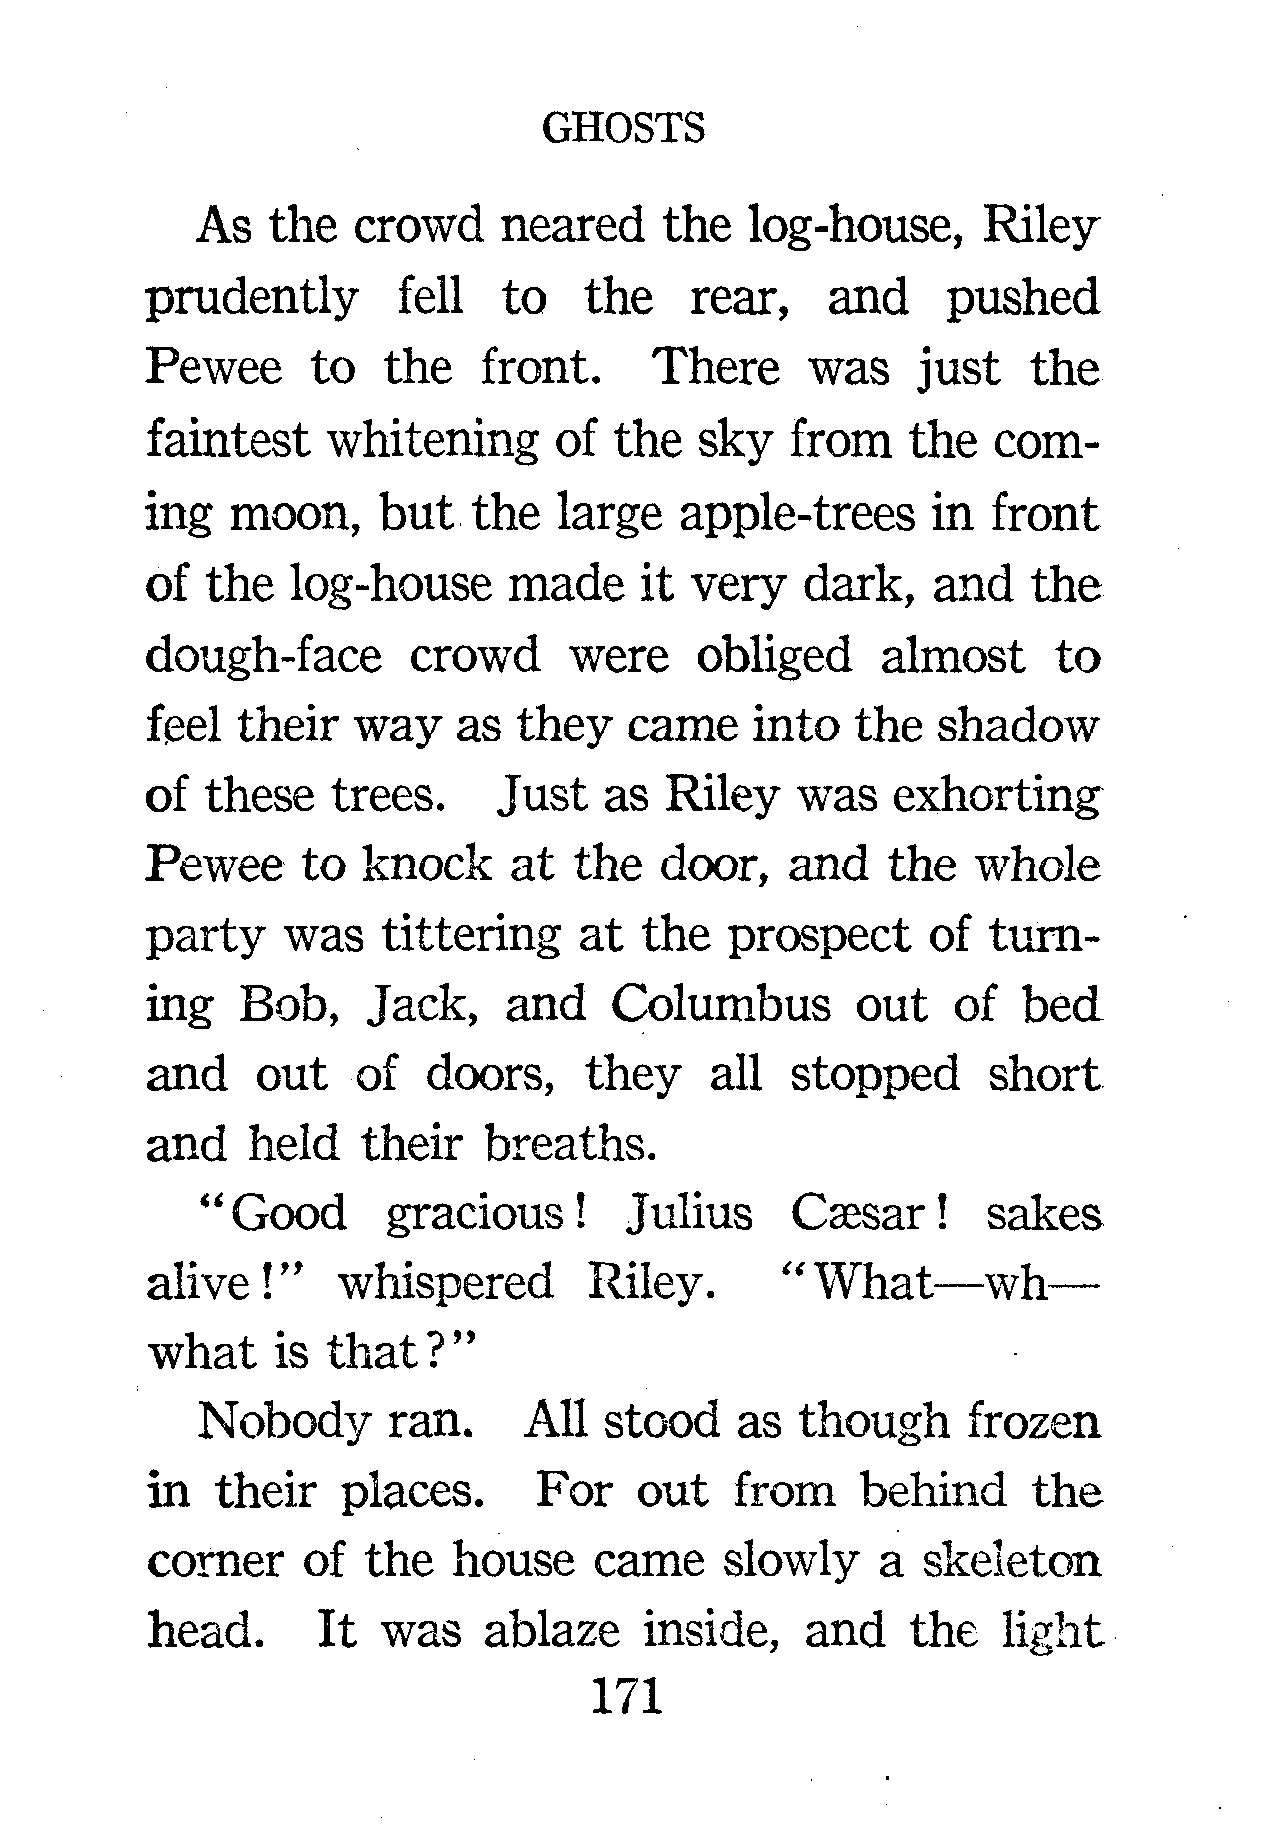 GHOSTS
As the crowd neared the log-house, Riley
prudently fell to the rear, and pushed
Pewee to the front. There was just the
faintest whitening of the sky from the com-
ing moon, but the large apple-trees in front
of the log-house made it very dark, and the
dough-face crowd were obliged almost to
feel their way as they came into the shadow
of these trees. Just as Riley was exhorting
Pewee to knock at the door, and the whole
party was tittering at the prospect of turn-
ing Bob, Jack, and Columbus out of bed
and out of doors, they all stopped short
and held their breaths.
"Good gracious! Julius Cæsar! sakes
alive!" whispered Riley. "What—wh—
what is that?"
Nobody ran. All stood as though frozen
in their places. For out from behind the
corner of the house came slowly a skeleton
head. It was ablaze inside, and the light
171